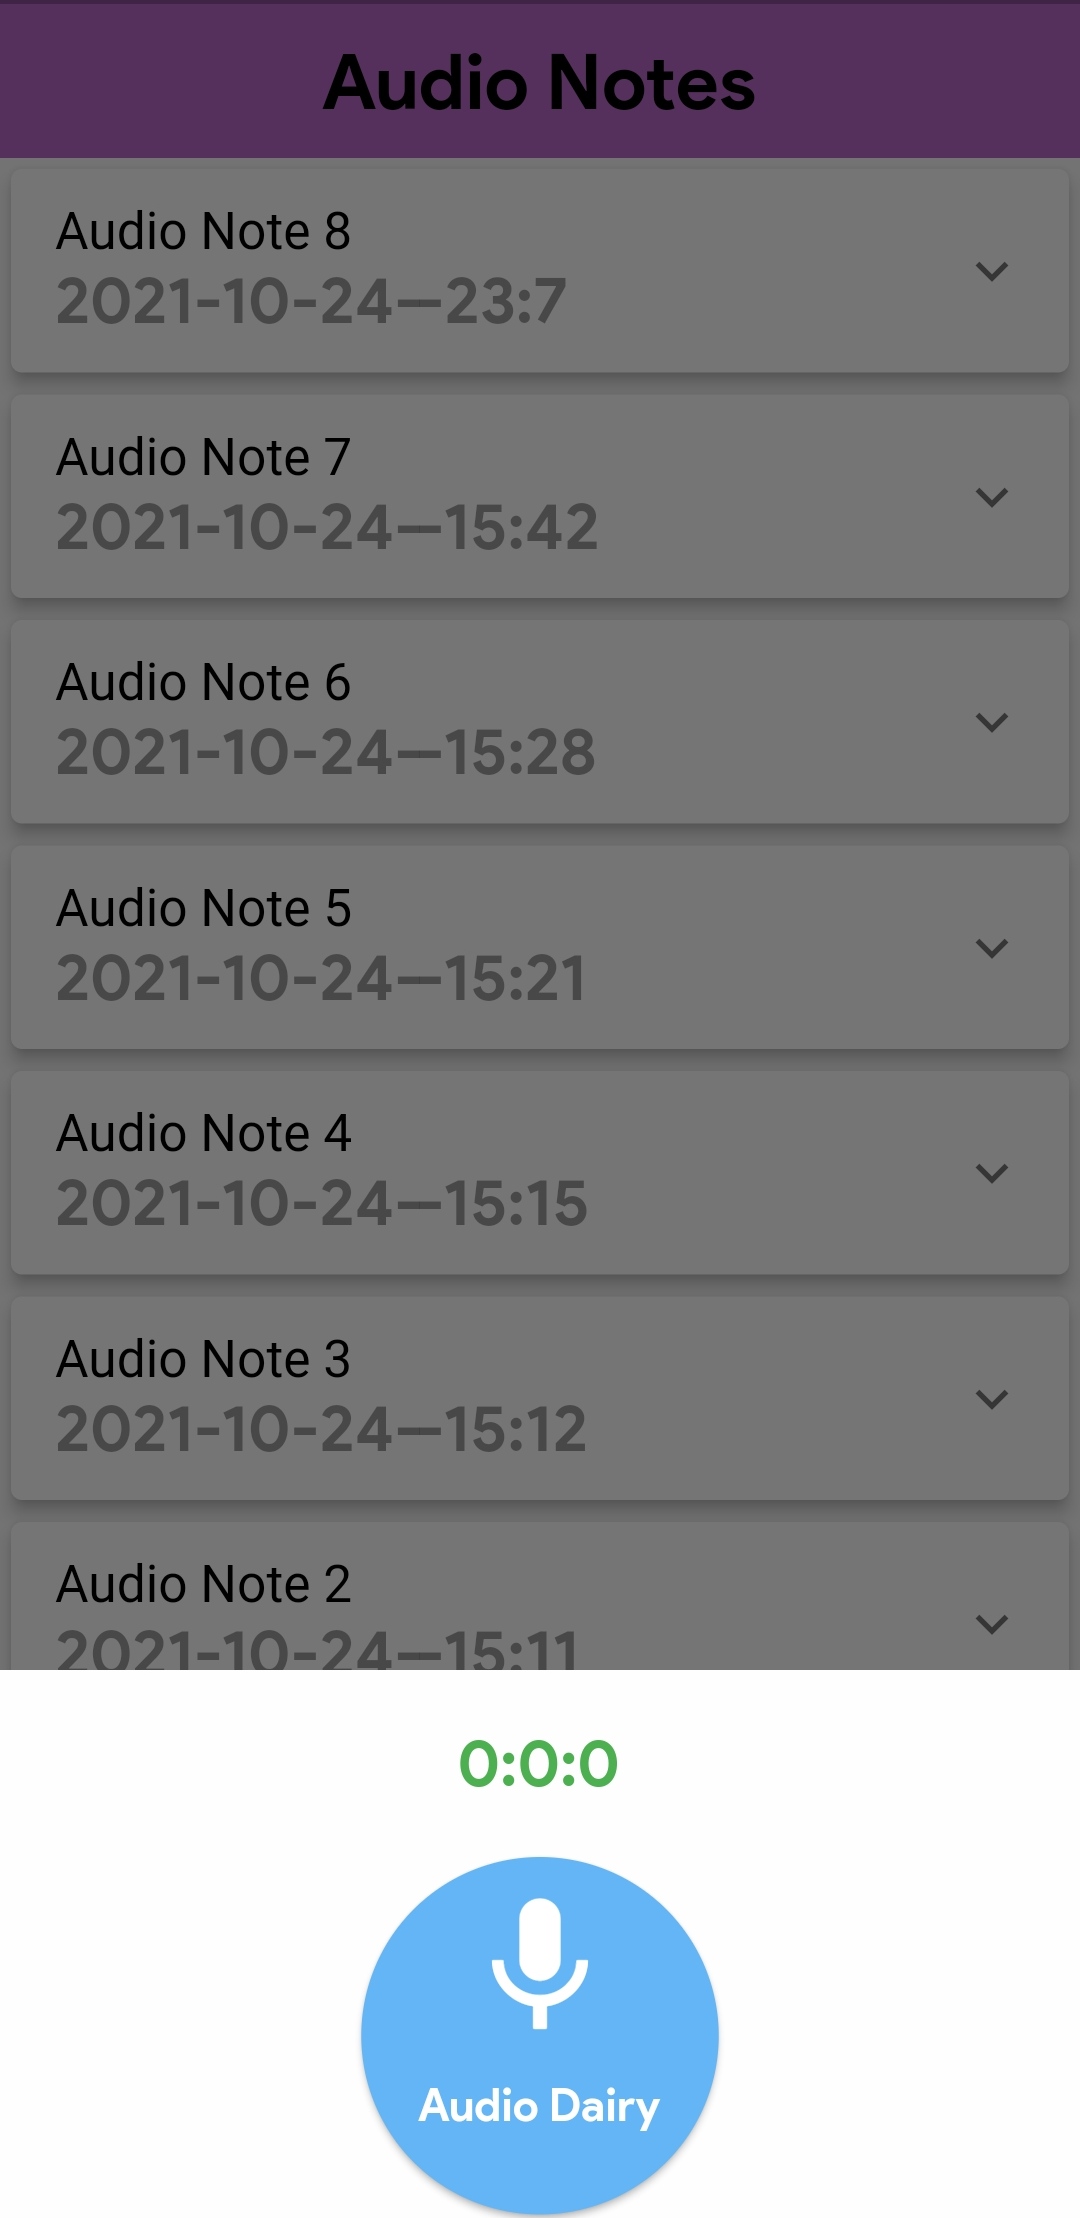 Audio Notes
Audio Note 8
2021-10-24—23:7
Audio Note 7
2021-10-24—15:42
Audio Note 6
2021-10-24—15:28
Audio Note 5
2021-10-24—15:21
Audio Note 4
2021-10-24—15:15
Audio Note 3
2021-10-24—15:12
Audio Note 2
2021-10-24—15:11
0:0:0
Audio Dairy